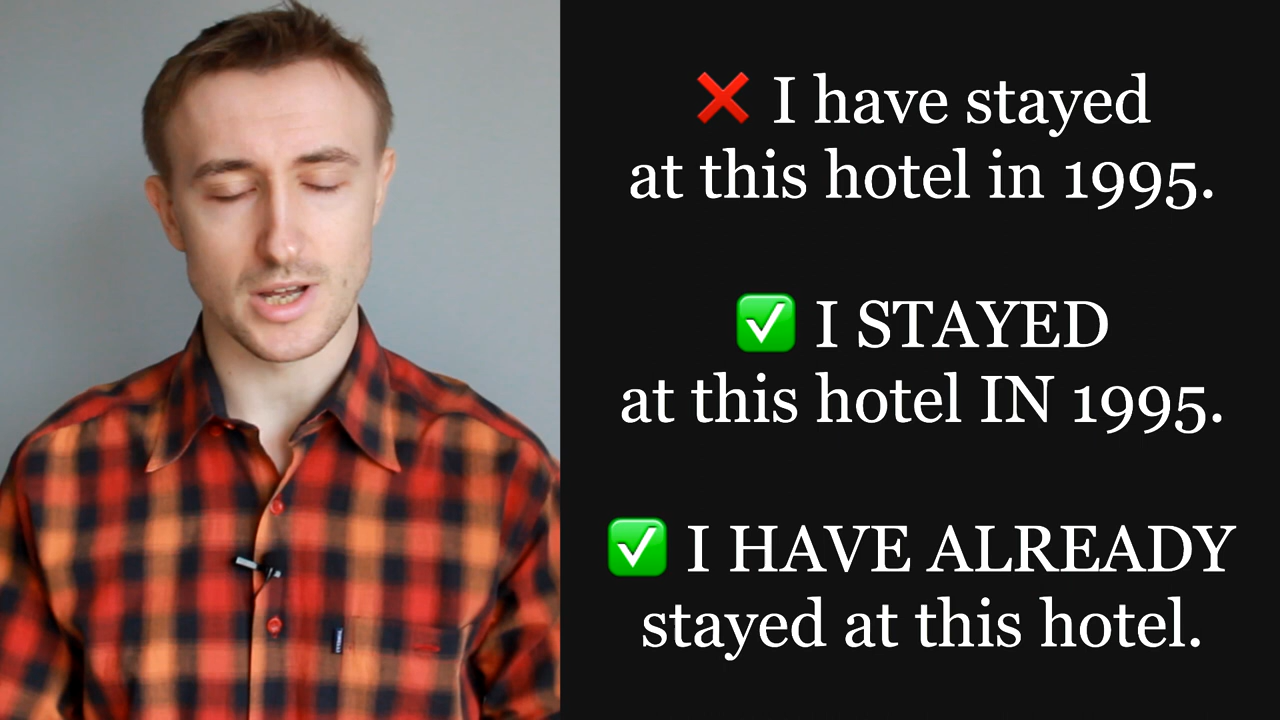 ❌ I have stayed
at this hotel in 1995.
✅ I STAYED
at this hotel IN 1995.
✅ I HAVE ALREADY
stayed at this hotel.